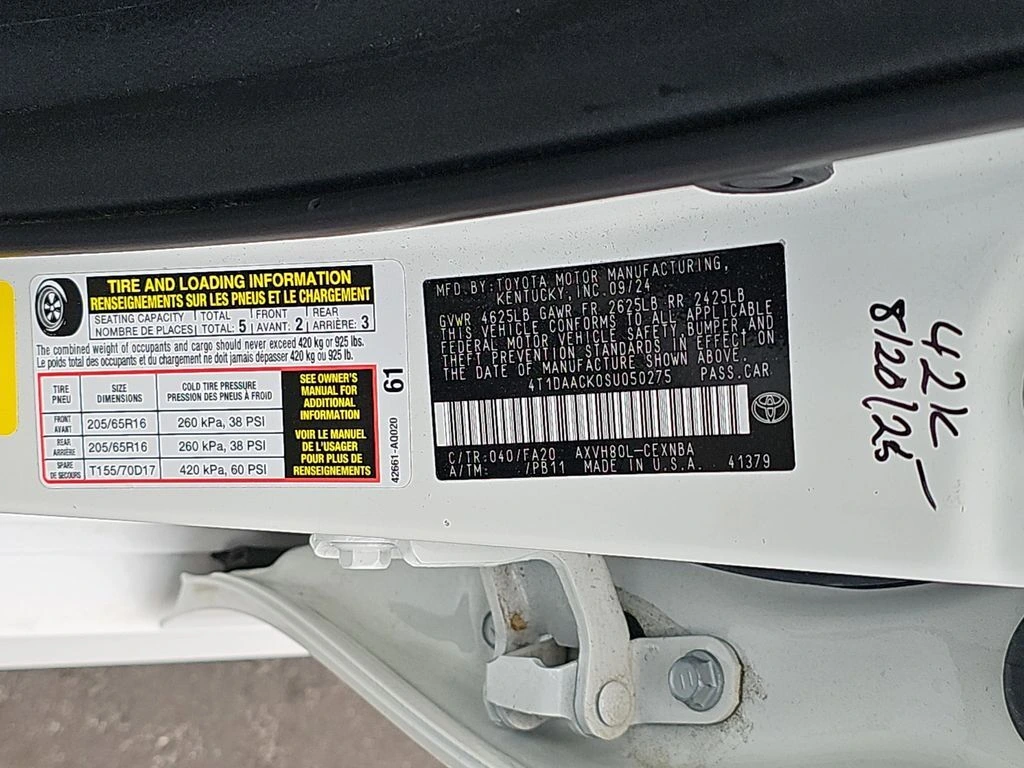 TIRE AND LOADING INFORMATION
RENSEIGNEMENTS SUR LES PNEUS ET LE CHARGEMENT
SEATING CAPACITY TOTAL FRONT REAR
NOMBRE DE PLACES TOTAL: 5 AVANT: 2 ARRIÈRE: 3
The combined weight of occupants and cargo should never exceed 420 kg or 925 lbs.
Le poids total des occupants et du chargement ne doit jamais dépasser 420 kg ou 925 lb.
TIRE SIZE COLD TIRE PRESSURE
PNEU DIMENSIONS PRESSION DES PNEUS À FROID
FRONT
AVANT
205/65R16 260 kPa, 38 PSI
REAR
ARRIÈRE
205/65R16 260 kPa, 38 PSI
SPARE
DE SECOURS
T155/70D17 420 kPa, 60 PSI
SEE OWNER'S
MANUAL FOR
ADDITIONAL
INFORMATION
VOIR LE MANUEL
DE L'USAGER
POUR PLUS DE
RENSEIGNEMENTS
61
42661-A0020
MFD.BY:TOYOTA MOTOR MANUFACTURING,
KENTUCKY,INC.09/24
GVWR 4625LB GAWR FR 2625LB RR 2425LB
THIS VEHICLE CONFORMS TO ALL APPLICABLE
FEDERAL MOTOR VEHICLE SAFETY,BUMPER,AND
THEFT PREVENTION STANDARDS IN EFFECT ON
THE DATE OF MANUFACTURE SHOWN ABOVE.
4T1DAACK0SU050275 PASS.CAR
C/TR:040/FA20 AXVH80L-CEXNBA
A/TM: /PB11 MADE IN U.S.A. 41379
42K
8/20/25